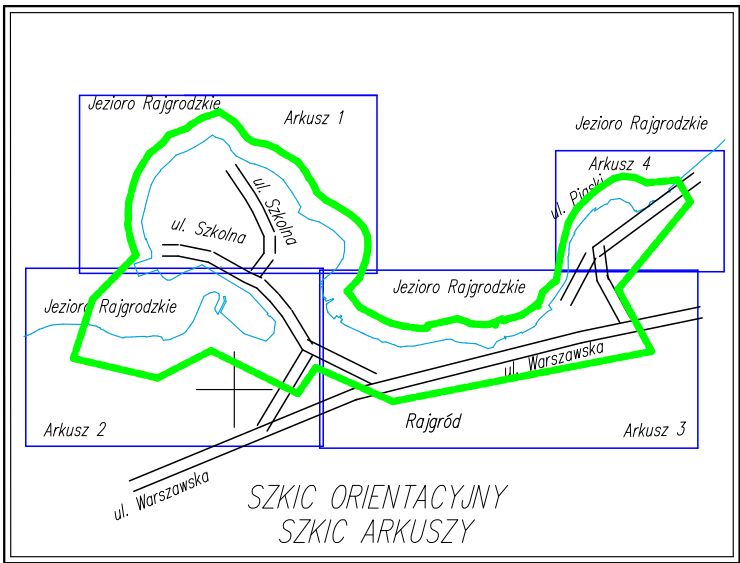 Jezioro Rajgrodzkie
Arkusz 1
Jezioro Rajgrodzkie
Arkusz 4
ul. Piaski
ul. Szkolna
ul. Szkolna
Jezioro Rajgrodzkie
Jezioro Rajgrodzkie
ul. Warszawska
Arkusz 2
Rajgród
Arkusz 3
ul. Warszawska
SZKIC ORIENTACYJNY
SZKIC ARKUSZY